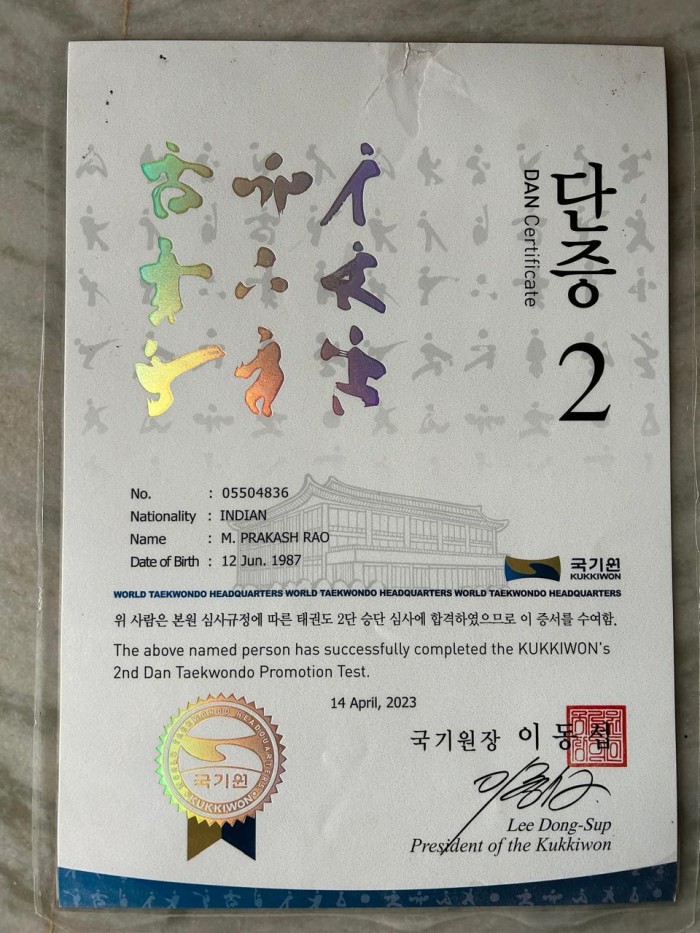 단증
DAN Certificate
2
No. : 05504836
Nationality : INDIAN
Name : M. PRAKASH RAO
Date of Birth : 12 Jun. 1987
국기원
KUKKIWON
WORLD TAEKWONDO HEADQUARTERS WORLD TAEKWONDO HEADQUARTERS WORLD TAEKWONDO HEADQUARTERS
위 사람은 본원 심사규정에 따른 태권도 2단 승단 심사에 합격하였으므로 이 증서를 수여함.
The above named person has successfully completed the KUKKIWON's
2nd Dan Taekwondo Promotion Test.
14 April, 2023
국기원장 이동섭
Lee Dong-Sup
President of the Kukkiwon
WORLD TAEKWONDO HEADQUARTERS
국기원
KUKKIWON